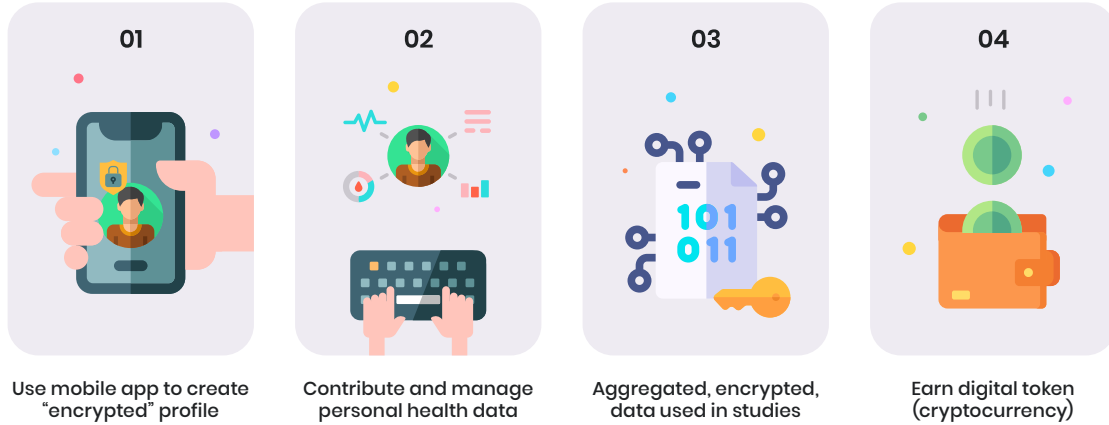 01
Use mobile app to create
“encrypted” profile
02
Contribute and manage
personal health data
03
101
011
Aggregated, encrypted,
data used in studies
04
Earn digital token
(cryptocurrency)